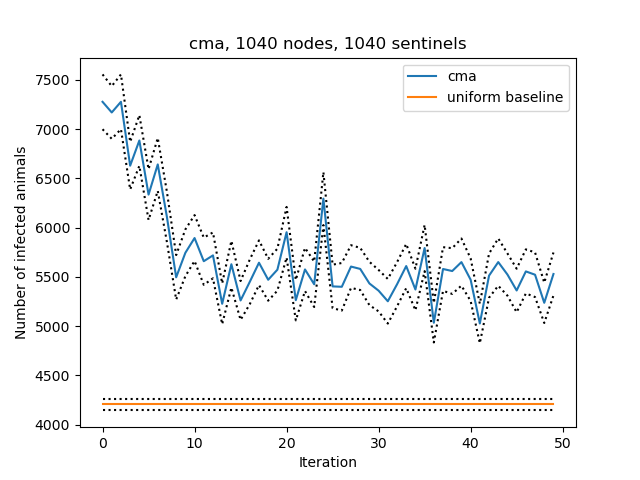 cma, 1040 nodes, 1040 sentinels
7500
7000
6500
6000
5500
5000
4500
4000
Number of infected animals
cma
uniform baseline
0 10 20 30 40 50
Iteration